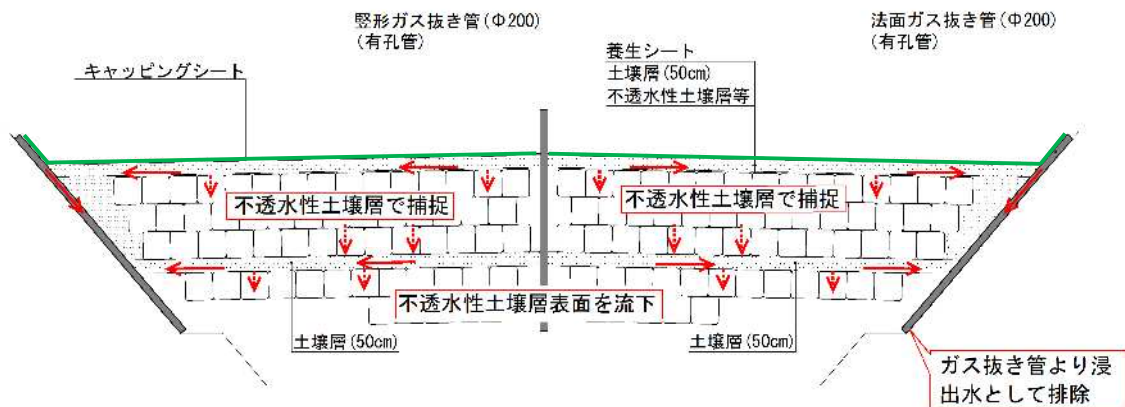 竪形ガス抜き管(Φ200)
(有孔管)
法面ガス抜き管(Φ200)
(有孔管)
キャッピングシート
養生シート
土壌層(50cm)
不透水性土壌層等
不透水性土壌層で捕捉
不透水性土壌層で捕捉
不透水性土壌層表面を流下
土壌層(50cm)
土壌層(50cm)
ガス抜き管より浸
出水として排除